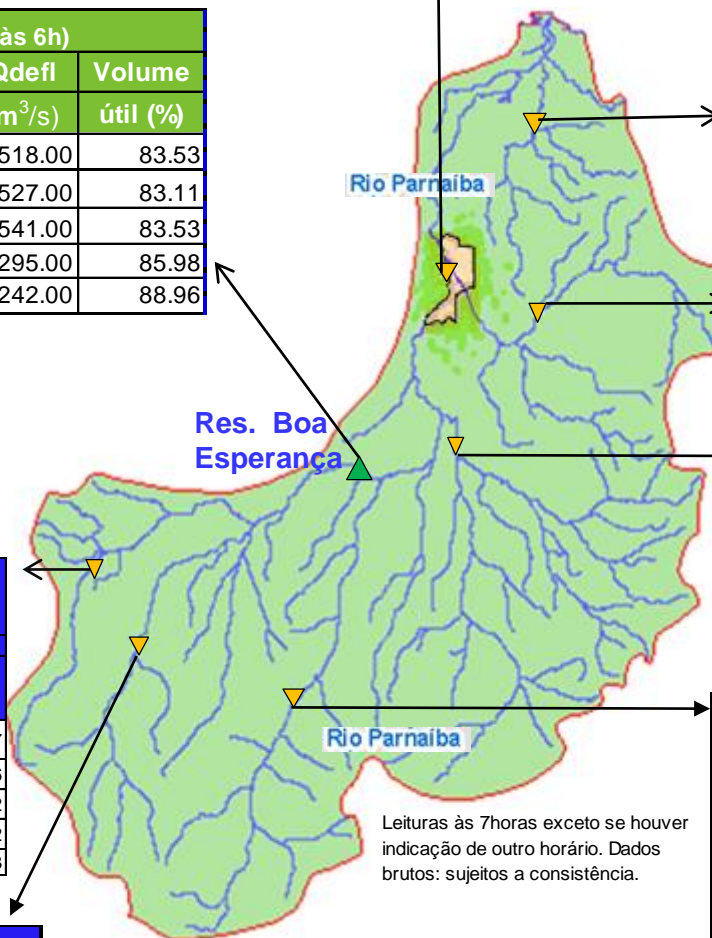 às 6h)
Qdefl Volume
m³/s) útil (%)
518.00 83.53
527.00 83.11
541.00 83.53
295.00 85.98
242.00 88.96
Rio Parnaíba
Res. Boa
Esperança
Rio Parnaíba
Leituras às 7horas exceto se houver
indicação de outro horário. Dados
brutos: sujeitos a consistência.